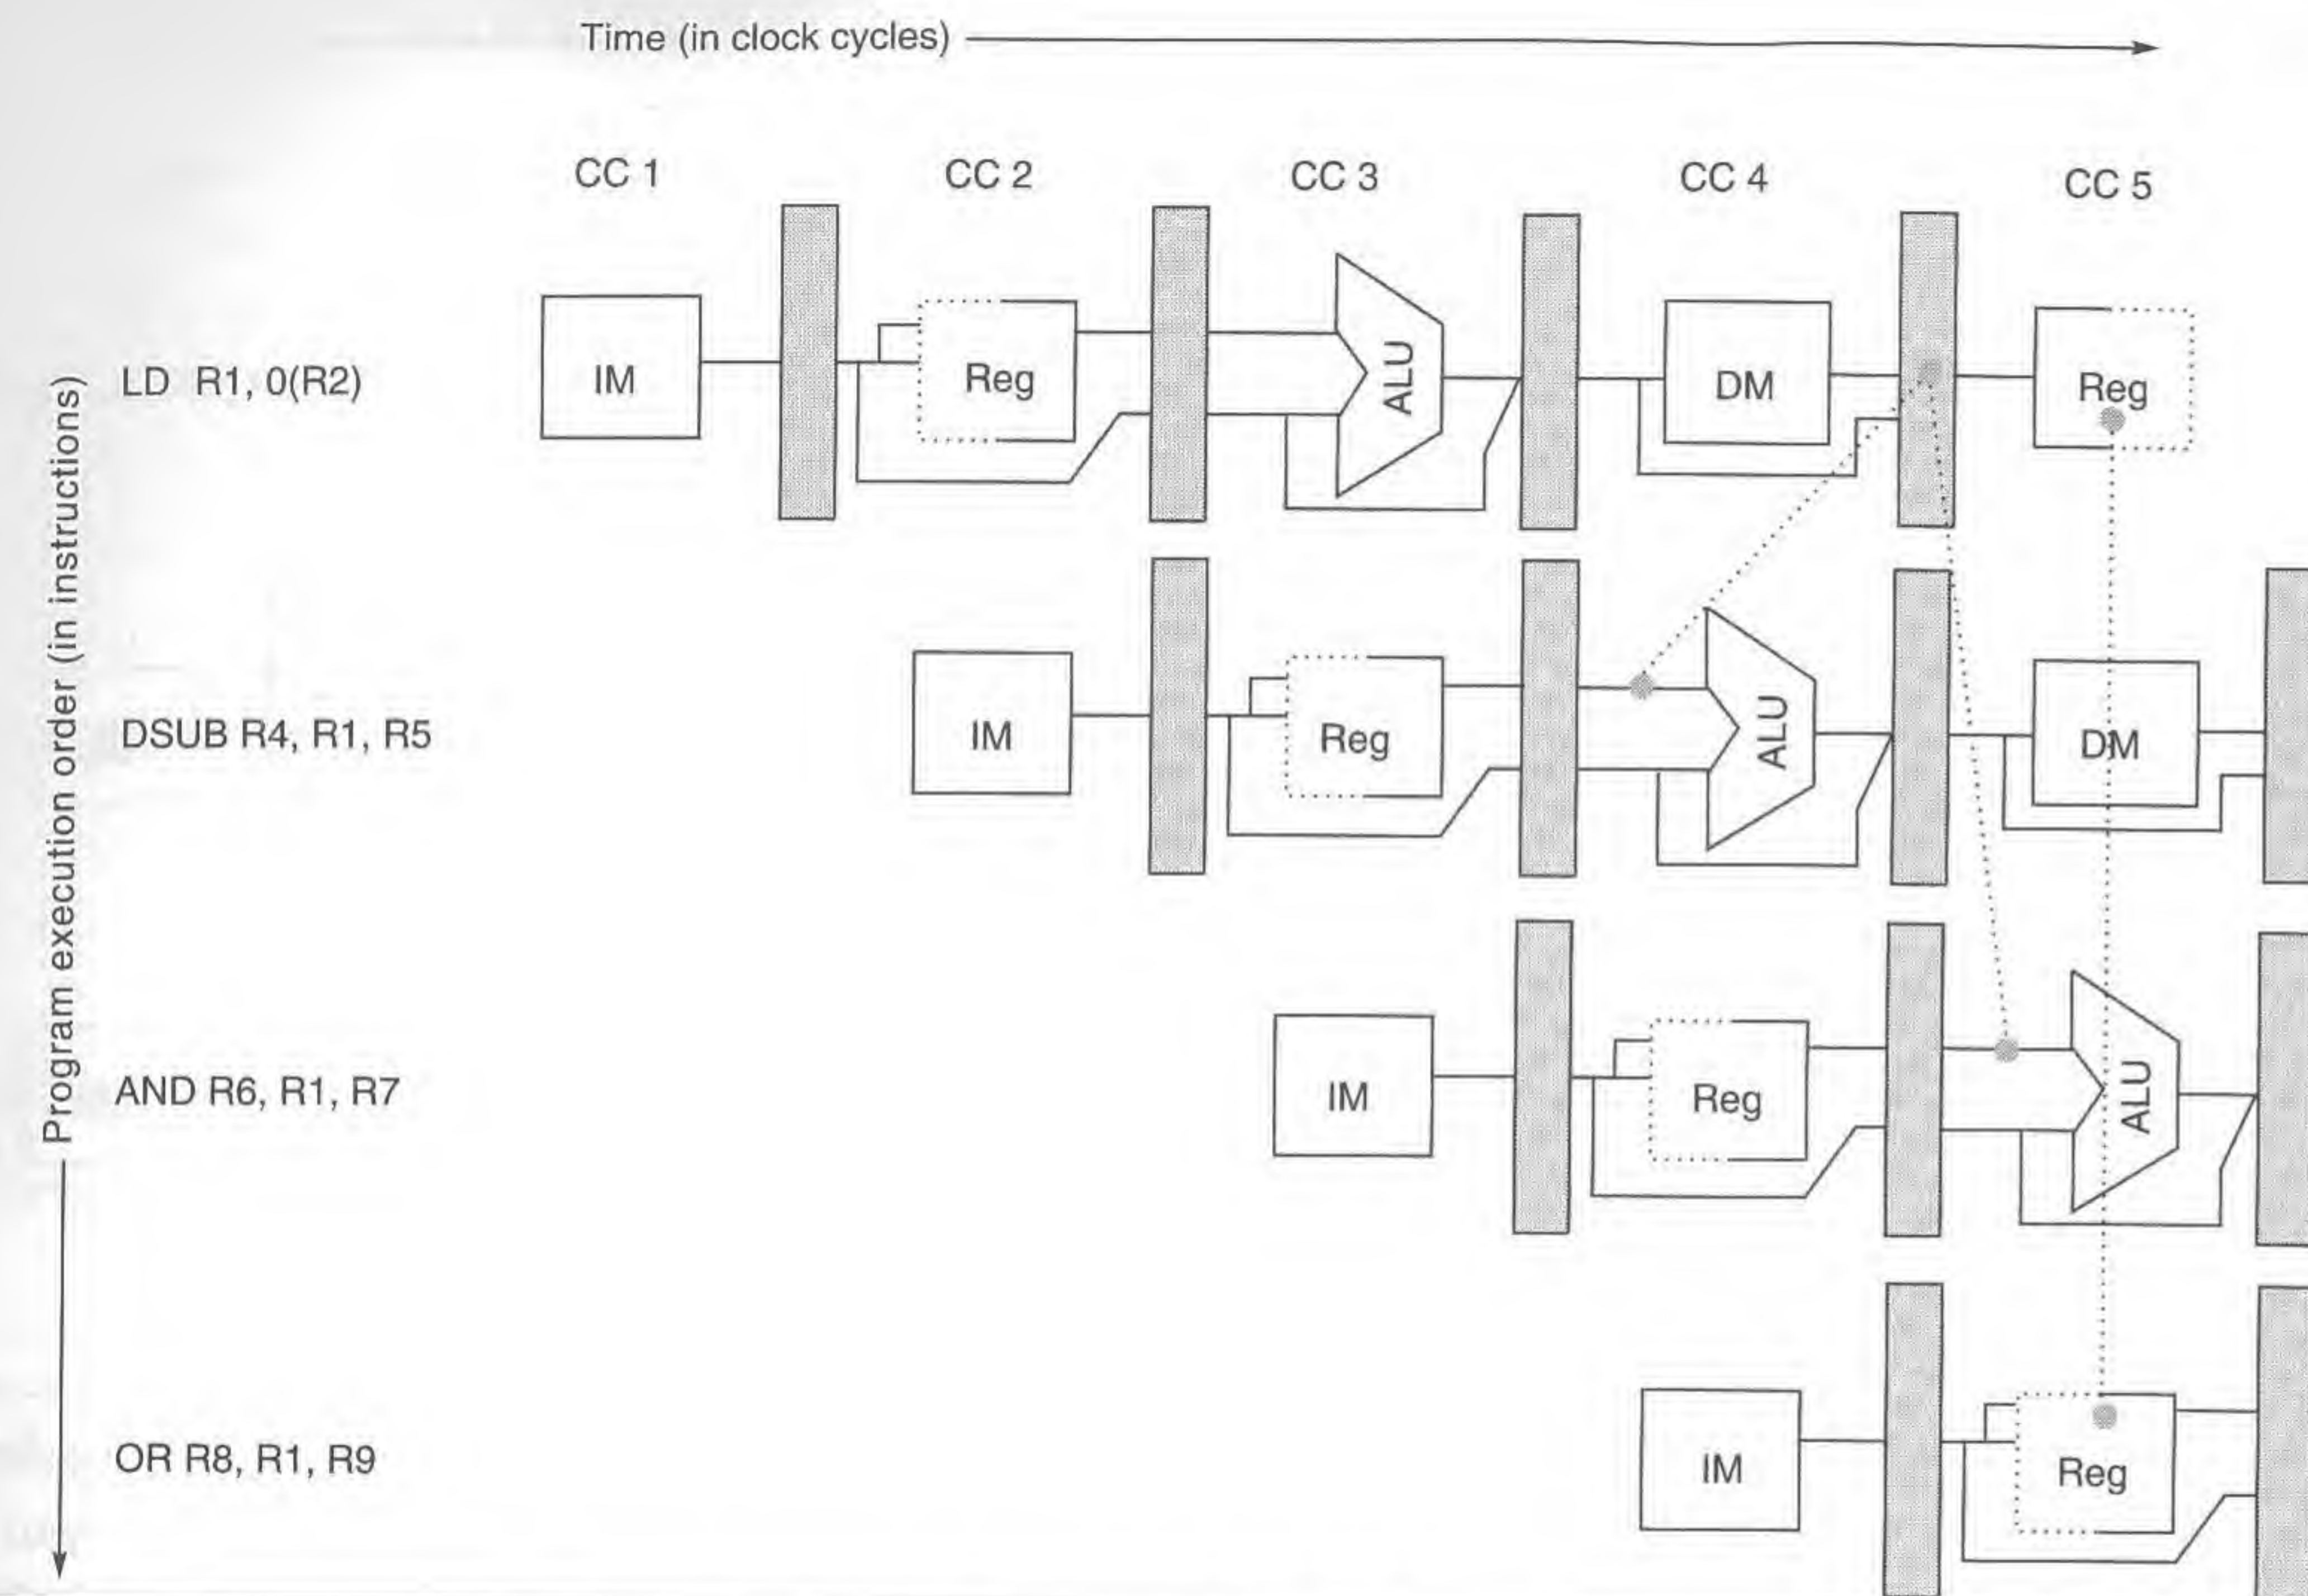 Time (in clock cycles)
CC 1 CC 2 CC 3 CC 4 CC 5
Program execution order (in instructions)
LD R1, 0(R2) IM Reg ALU DM Reg
DSUB R4, R1, R5 IM Reg ALU DM
AND R6, R1, R7 IM Reg ALU
OR R8, R1, R9 IM Reg